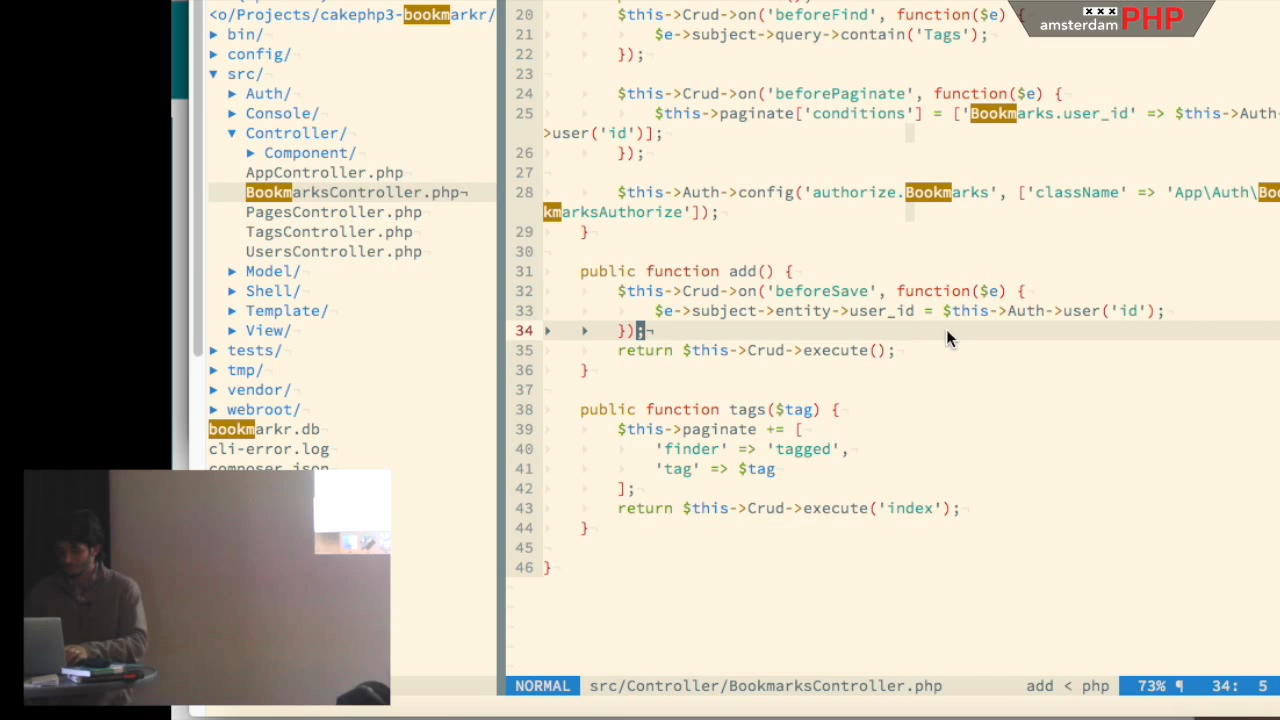 <o/Projects/cakephp3-bookmarkr/
▸ bin/
▸ config/
▾ src/
▸ Auth/
▸ Console/
▾ Controller/
▸ Component/
AppController.php
BookmarksController.php¬
PagesController.php
TagsController.php
UsersController.php
▸ Model/
▸ Shell/
▸ Template/
▸ View/
▸ tests/
▸ tmp/
▸ vendor/
▸ webroot/
bookmarkr.db
cli-error.log
composer.json
20 $this->Crud->on('beforeFind', function($e) {
21 $e->subject->query->contain('Tags');
22 });
23
24 $this->Crud->on('beforePaginate', function($e) {
25 $this->paginate['conditions'] = ['Bookmarks.user_id' => $this->Auth-
>user('id')];
26 });
27
28 $this->Auth->config('authorize.Bookmarks', ['className' => 'App\Auth\Boo
kmarksAuthorize']);
29 }
30
31 public function add() {
32 $this->Crud->on('beforeSave', function($e) {
33 $e->subject->entity->user_id = $this->Auth->user('id');
34 });
35 return $this->Crud->execute();
36 }
37
38 public function tags($tag) {
39 $this->paginate += [
40 'finder' => 'tagged',
41 'tag' => $tag
42 ];
43 return $this->Crud->execute('index');
44 }
45
46 }
NORMAL src/Controller/BookmarksController.php add < php 73% ¶ 34: 5
amsterdam PHP